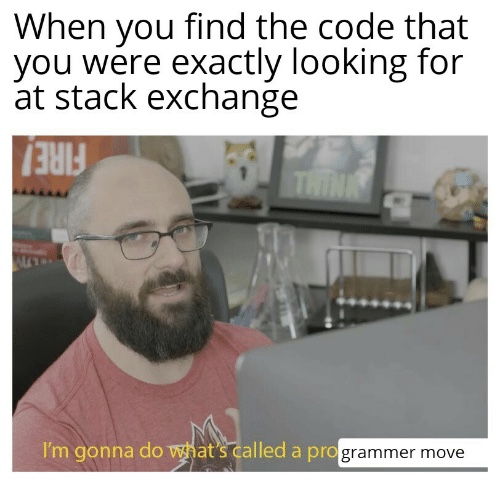 When you find the code that
you were exactly looking for
at stack exchange
FIRE!
THINK
I'm gonna do what's called a programmer move